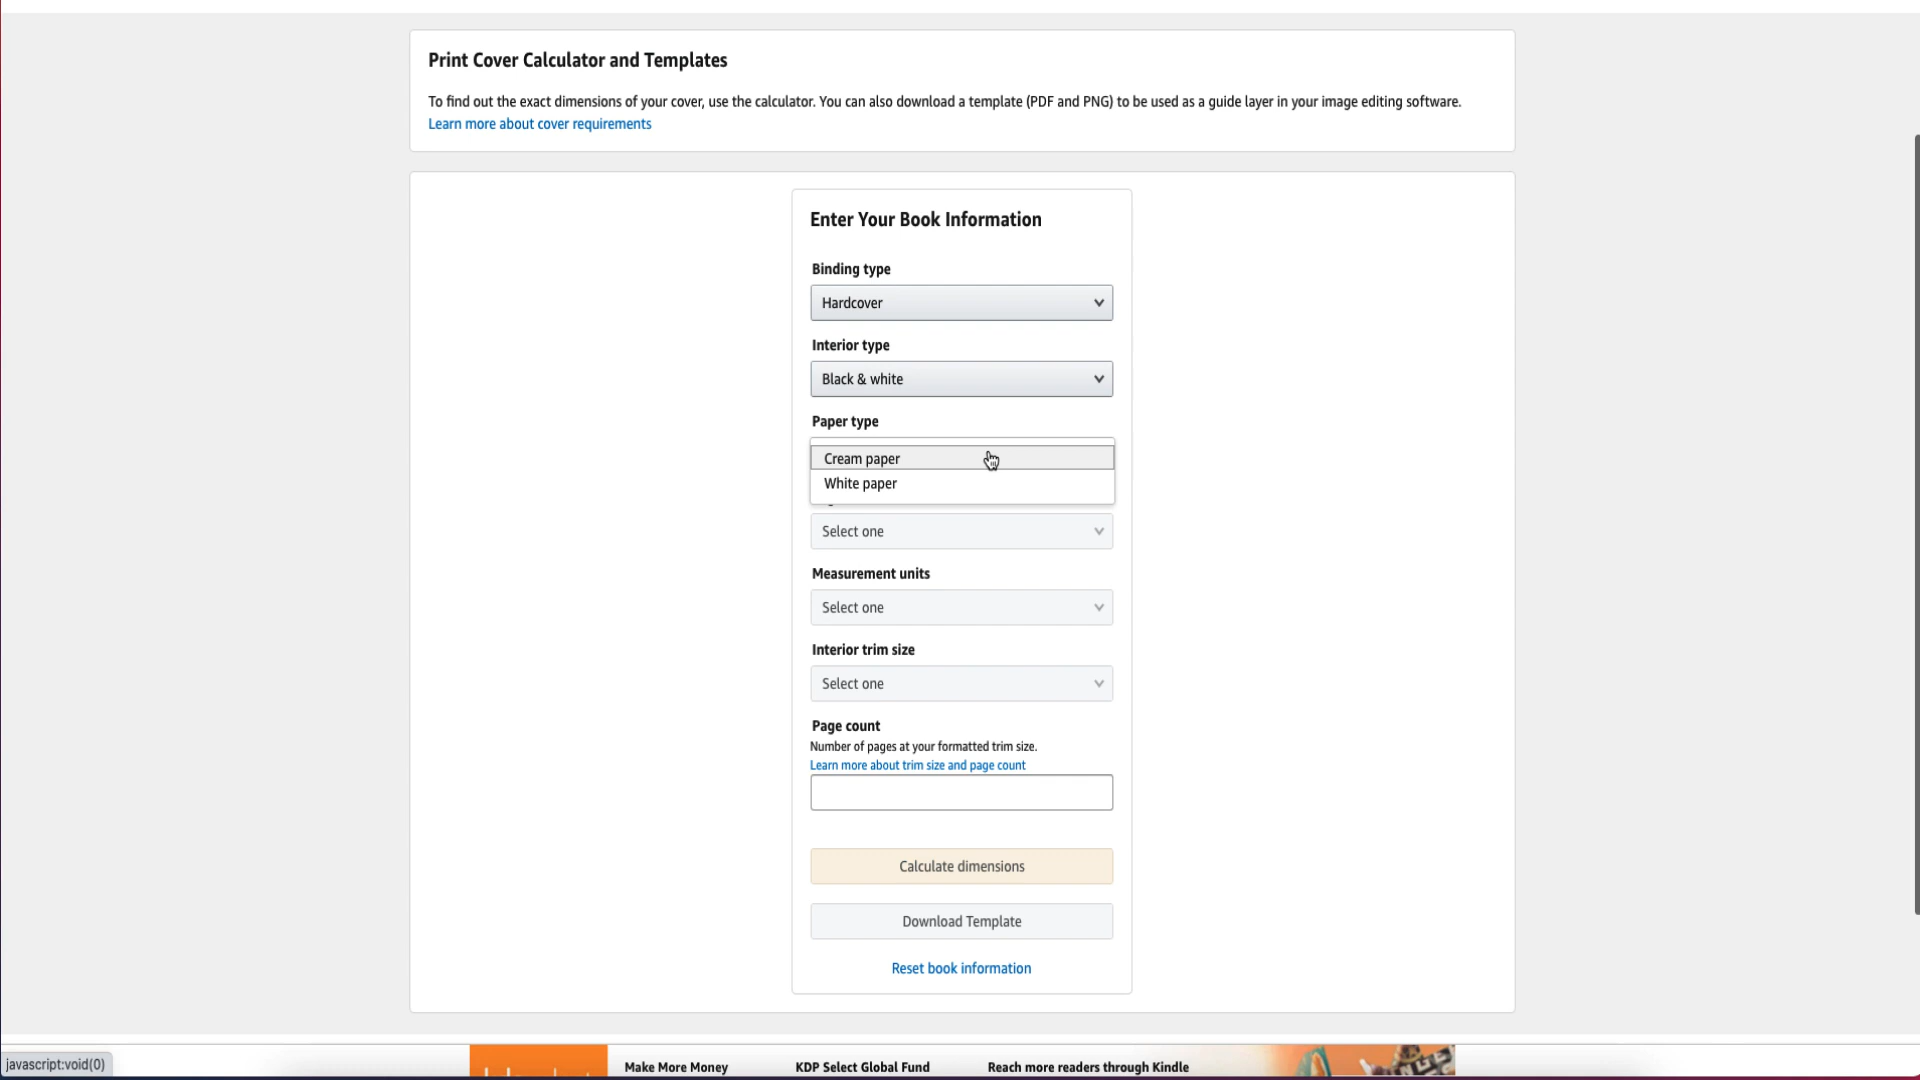 Print Cover Calculator and Templates
To find out the exact dimensions of your cover, use the calculator. You can also download a template (PDF and PNG) to be used as a guide layer in your image editing software.
Learn more about cover requirements
Enter Your Book Information
Binding type
Hardcover
Interior type
Black & white
Paper type
Cream paper
White paper
Select one
Measurement units
Select one
Interior trim size
Select one
Page count
Number of pages at your formatted trim size.
Learn more about trim size and page count
Calculate dimensions
Download Template
Reset book information
javascript:void(0)
Make More Money
KDP Select Global Fund
Reach more readers through Kindle